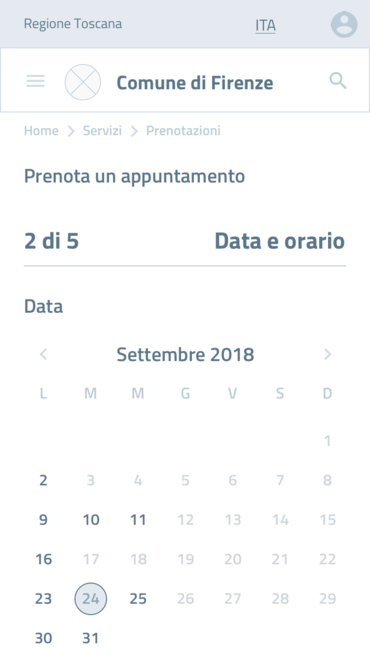 Regione Toscana ITA
Comune di Firenze
Home Servizi Prenotazioni
Prenota un appuntamento
2 di 5 Data e orario
Data
Settembre 2018
L M M G V S D
1
2 3 4 5 6 7 8
9 10 11 12 13 14 15
16 17 18 19 20 21 22
23 24 25 26 27 28 29
30 31